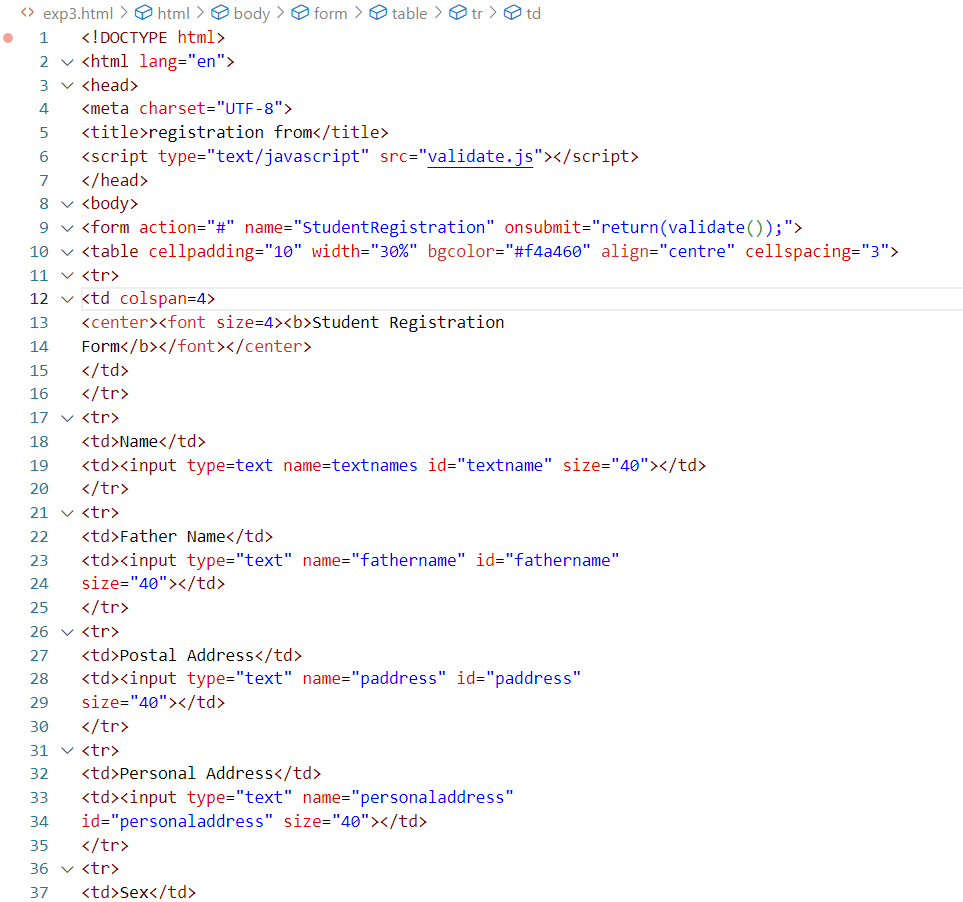 exp3.html > html > body > form > table > tr > td
1 <!DOCTYPE html>
2 <html lang="en">
3 <head>
4 <meta charset="UTF-8">
5 <title>registration from</title>
6 <script type="text/javascript" src="validate.js"></script>
7 </head>
8 <body>
9 <form action="#" name="StudentRegistration" onsubmit="return(validate());">
10 <table cellpadding="10" width="30%" bgcolor="#f4a460" align="centre" cellspacing="3">
11 <tr>
12 <td colspan=4>
13 <center><font size=4><b>Student Registration
14 Form</b></font></center>
15 </td>
16 </tr>
17 <tr>
18 <td>Name</td>
19 <td><input type=text name=textnames id="textname" size="40"></td>
20 </tr>
21 <tr>
22 <td>Father Name</td>
23 <td><input type="text" name="fathername" id="fathername"
24 size="40"></td>
25 </tr>
26 <tr>
27 <td>Postal Address</td>
28 <td><input type="text" name="paddress" id="paddress"
29 size="40"></td>
30 </tr>
31 <tr>
32 <td>Personal Address</td>
33 <td><input type="text" name="personaladdress"
34 id="personaladdress" size="40"></td>
35 </tr>
36 <tr>
37 <td>Sex</td>